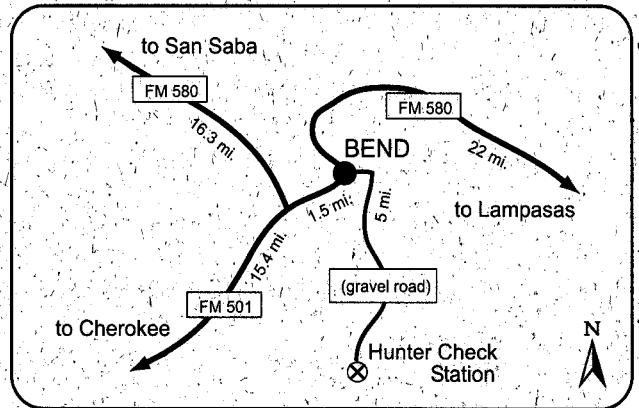 to San Saba
FM 580
16.3 mi.
FM 580
22 mi.
BEND
to Lampasas
1.5 mi.
5 mi.
15.4 mi.
(gravel road)
FM 501
to Cherokee
N
Hunter Check
Station